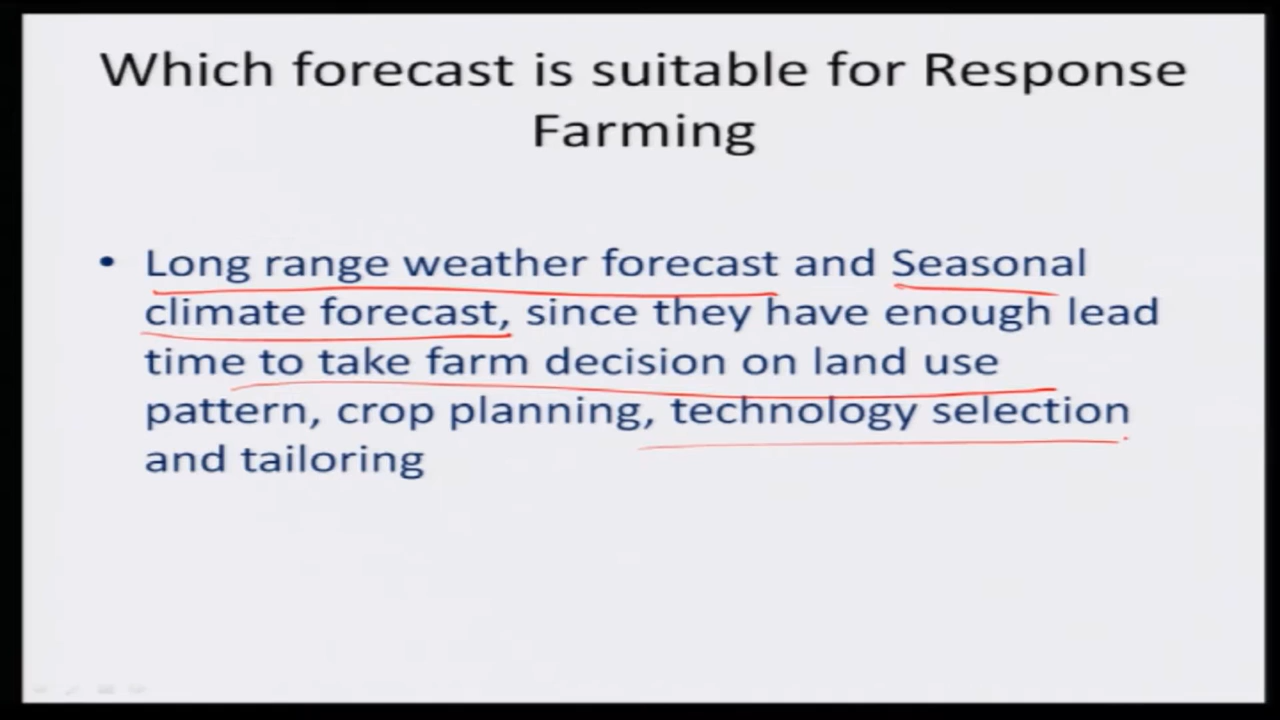 Which forecast is suitable for Response
Farming
• Long range weather forecast and Seasonal
climate forecast, since they have enough lead
time to take farm decision on land use
pattern, crop planning, technology selection
and tailoring